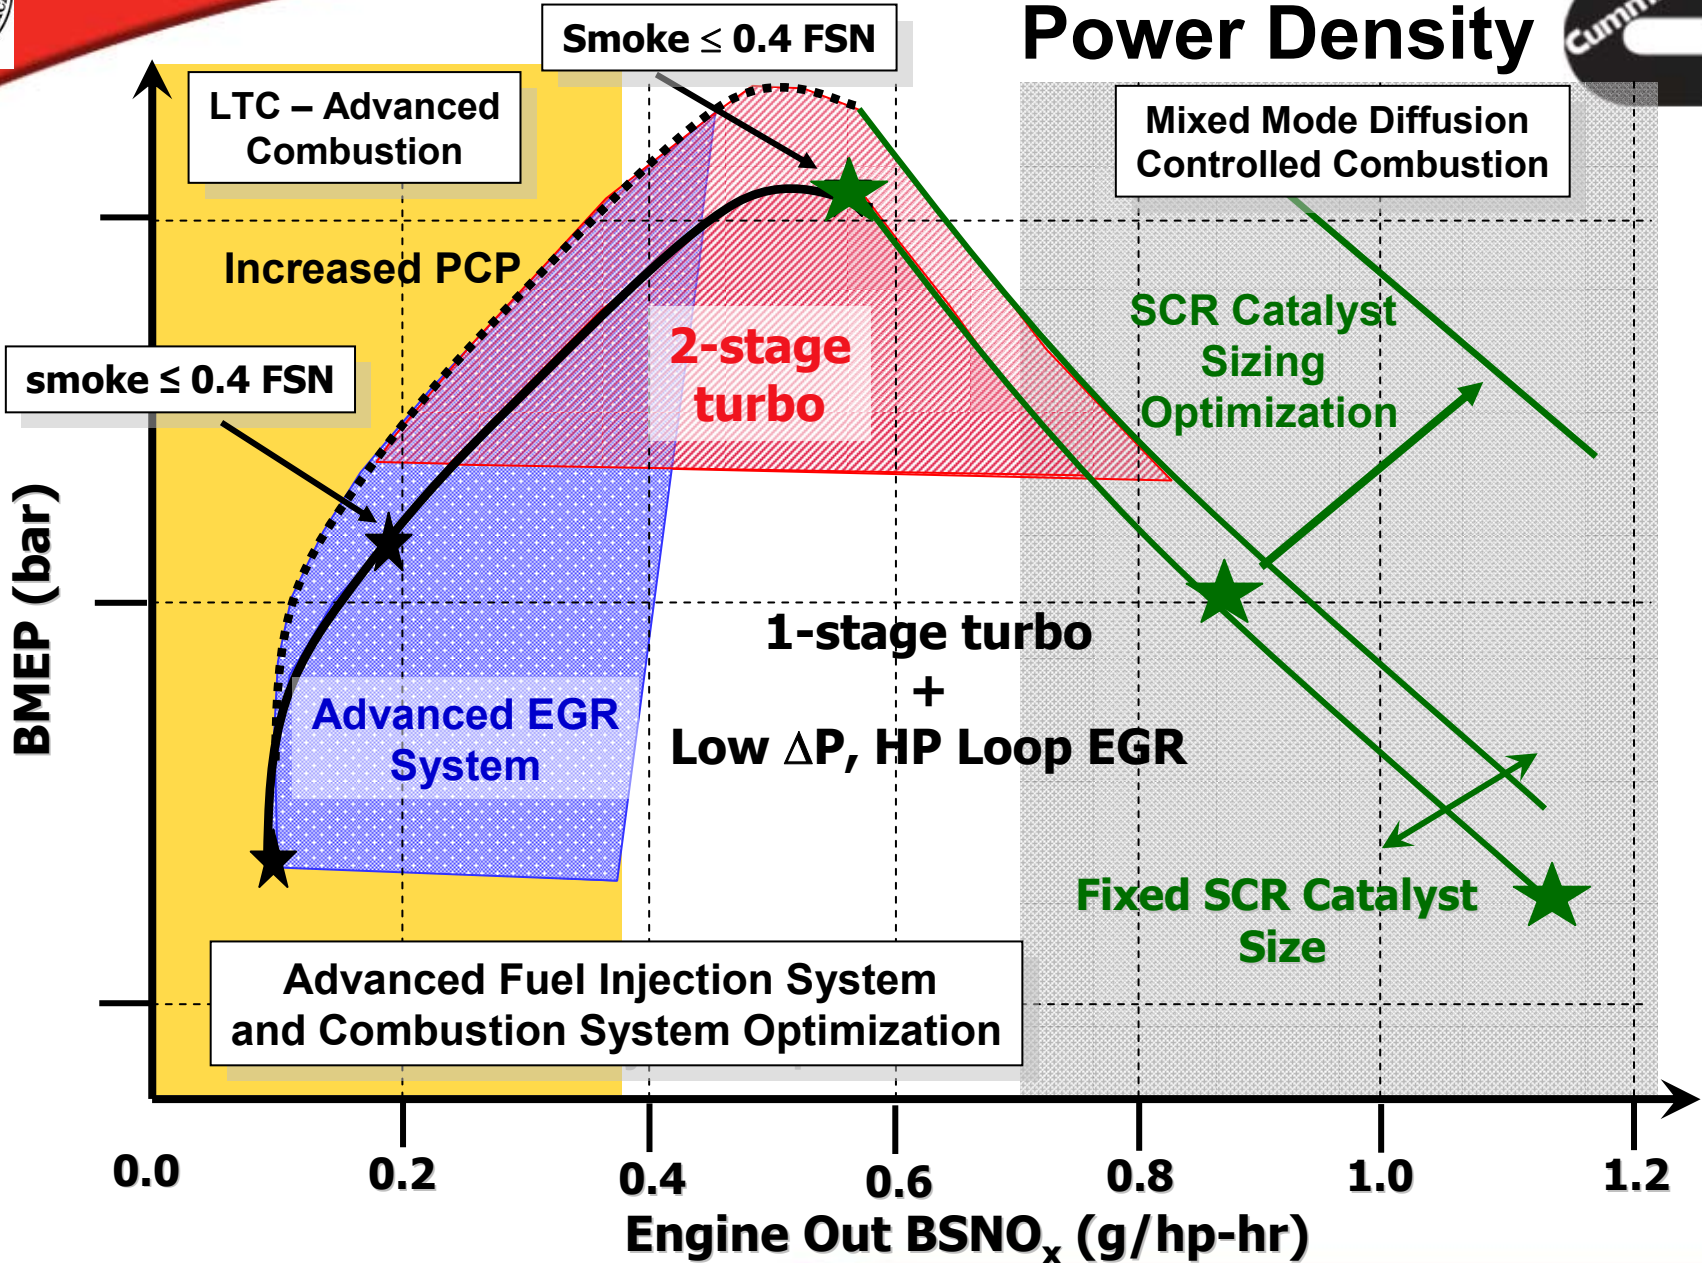 Power Density
Smoke ≤ 0.4 FSN
LTC – Advanced
Combustion
Mixed Mode Diffusion
Controlled Combustion
Increased PCP
SCR Catalyst
Sizing
Optimization
2-stage
turbo
smoke ≤ 0.4 FSN
BMEP (bar)
1-stage turbo
+
Low ΔP, HP Loop EGR
Advanced EGR
System
Fixed SCR Catalyst
Size
Advanced Fuel Injection System
and Combustion System Optimization
0.0 0.2 0.4 0.6 0.8 1.0 1.2
Engine Out BSNOx (g/hp-hr)